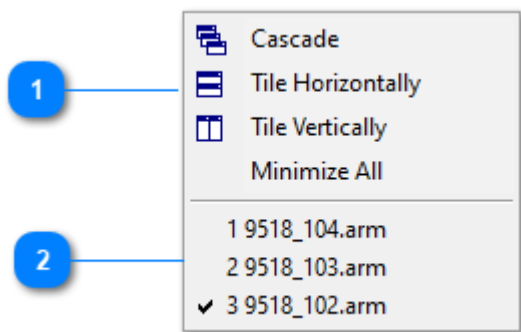 Cascade
1
Tile Horizontally
Tile Vertically
Minimize All
1 9518_104.arm
2
2 9518_103.arm
3 9518_102.arm